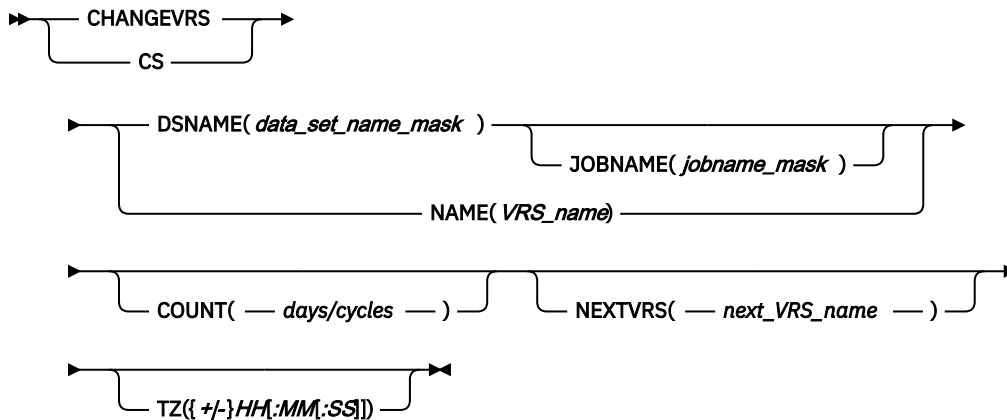 CHANGEVRS
CS
DSNAME( data_set_name_mask )
JOBNAME( jobname_mask )
NAME( VRS_name)
COUNT( days/cycles )
NEXTVRS( next_VRS_name )
TZ({ +/-}HH[:MM[:SS]])